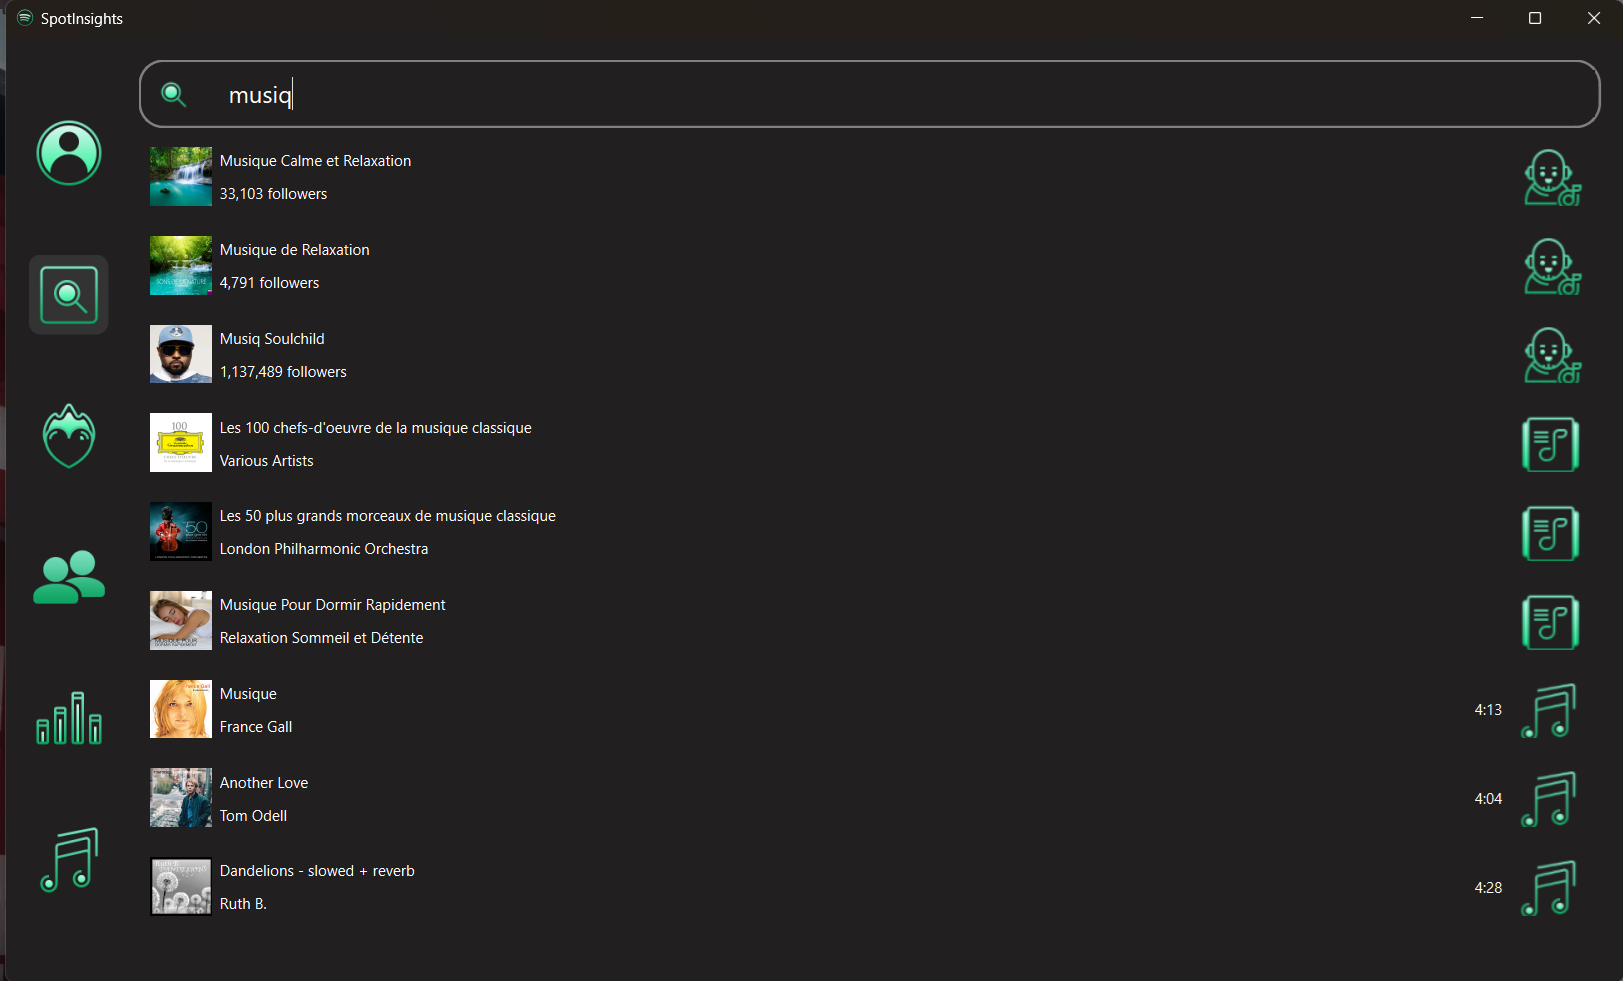 SpotInsights
musiq
Musique Calme et Relaxation
33,103 followers
Musique de Relaxation
4,791 followers
Musiq Soulchild
1,137,489 followers
100
Les 100 chefs-d'oeuvre de la musique classique
Various Artists
50
Les 50 plus grands morceaux de musique classique
London Philharmonic Orchestra
Musique Pour Dormir Rapidement
Relaxation Sommeil et Détente
Musique
France Gall
4:13
Another Love
Tom Odell
4:04
Dandelions - slowed + reverb
Ruth B.
4:28